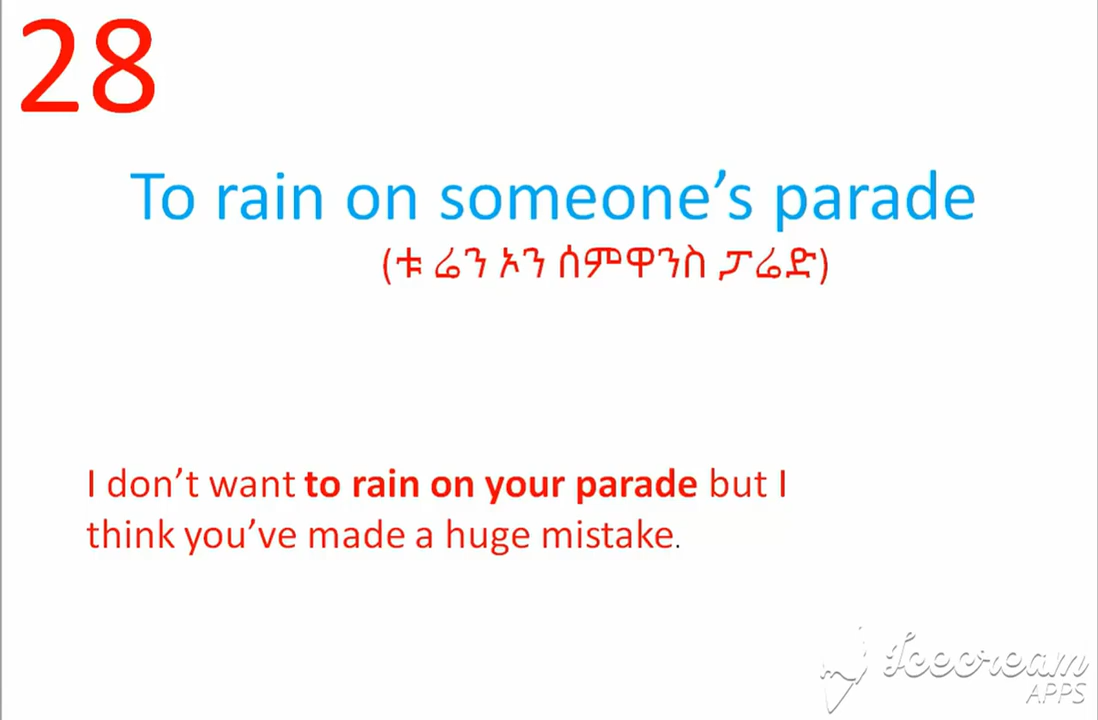 28
To rain on someone’s parade
(ቱ ሬን ኦን ሰምዋንስ ፓሬድ)
I don’t want to rain on your parade but I
think you’ve made a huge mistake.
Icecream
APPS